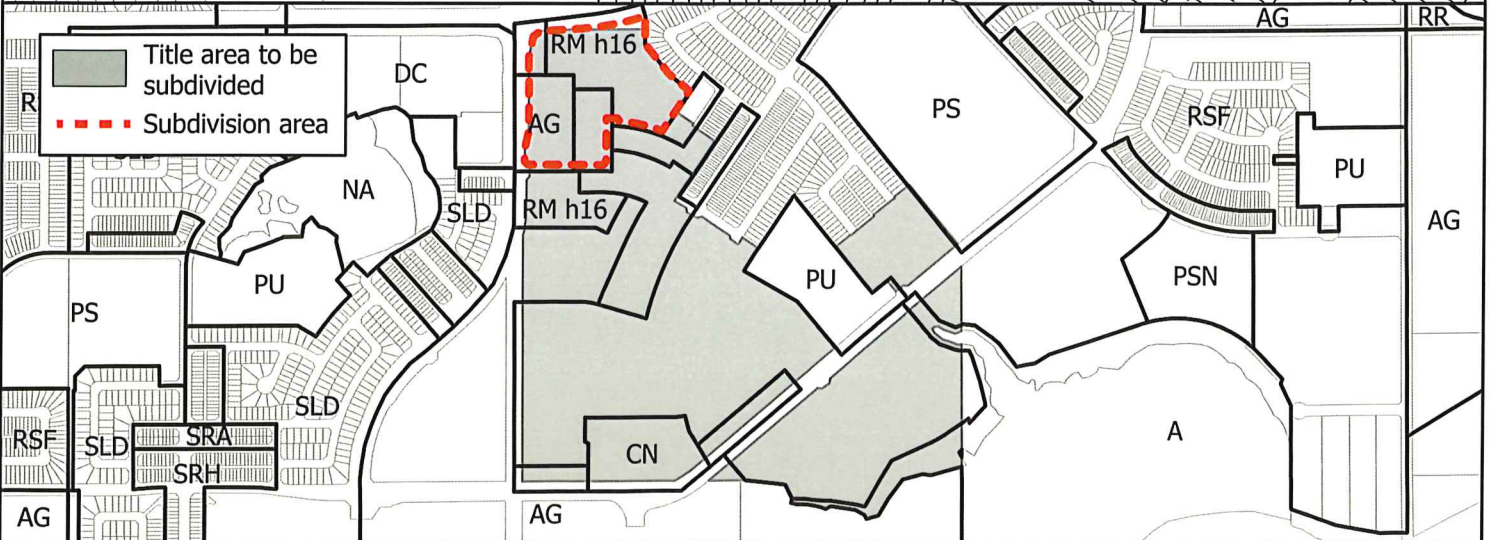 AG
RR
RM h16
Title area to be
subdivided
DC
Subdivision area
R
PS
RSF
AG
PU
NA
SLD
RM h16
AG
PU
PU
PSN
PS
SLD
RSF
SLD
SRA
SRH
CN
A
AG
AG